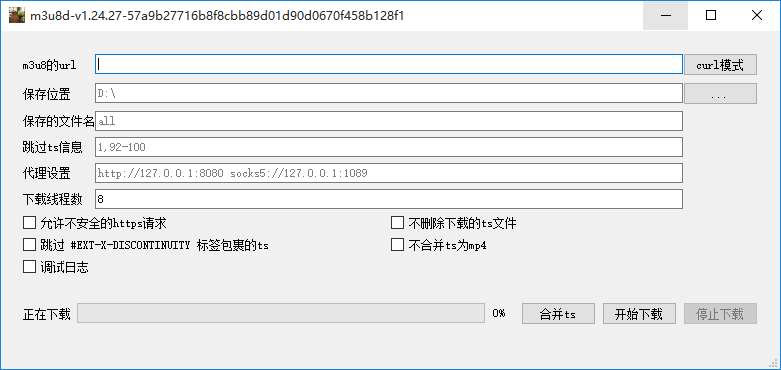 m3u8d-v1.24.27-57a9b27716b8f8cbb89d01d90d0670f458b128f1
m3u8的url curl模式
保存位置 D:\ ...
保存的文件名 all
跳过ts信息 1,92-100
代理设置 http://127.0.0.1:8080 socks5://127.0.0.1:1089
下载线程数 8
允许不安全的https请求 不删除下载的ts文件
跳过 #EXT-X-DISCONTINUITY 标签包裹的ts 不合并ts为mp4
调试日志
正在下载 0% 合并ts 开始下载 停止下载